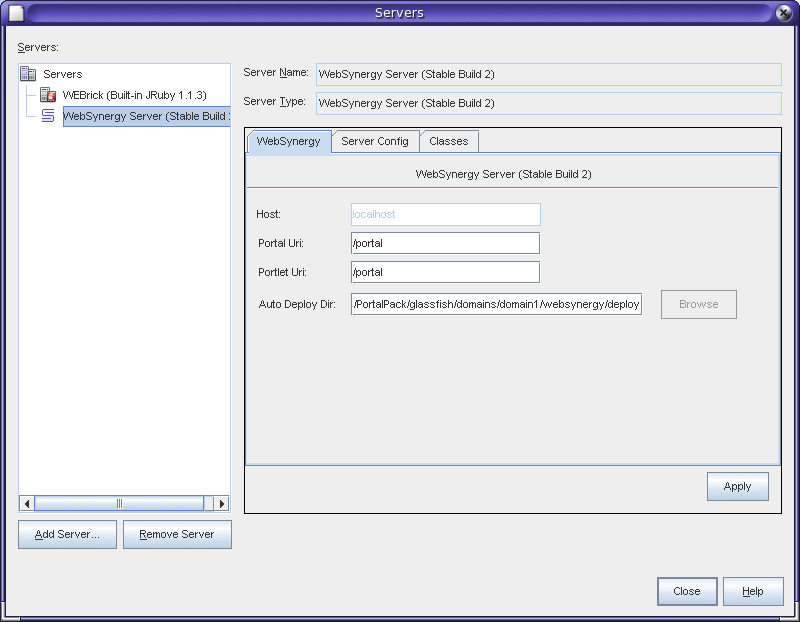 Servers
Servers:
Servers
WEBrick (Built-in JRuby 1.1.3)
WebSynergy Server (Stable Build
Server Name: WebSynergy Server (Stable Build 2)
Server Type: WebSynergy Server (Stable Build 2)
WebSynergy Server Config Classes
WebSynergy Server (Stable Build 2)
Host: localhost
Portal Uri: /portal
Portlet Uri: /portal
Auto Deploy Dir: /PortalPack/glassfish/domains/domain1/websynergy/deploy Browse
Apply
Add Server... Remove Server
Close Help